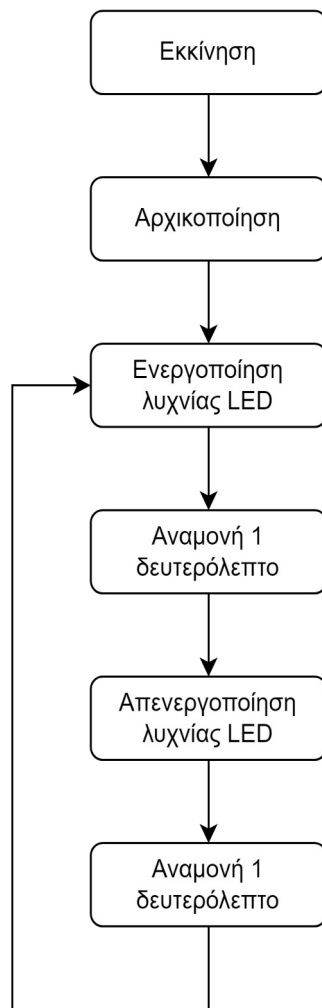 Εκκίνηση
Αρχικοποίηση
Ενεργοποίηση
λυχνίας LED
Αναμονή 1
δευτερόλεπτο
Απενεργοποίηση
λυχνίας LED
Αναμονή 1
δευτερόλεπτο